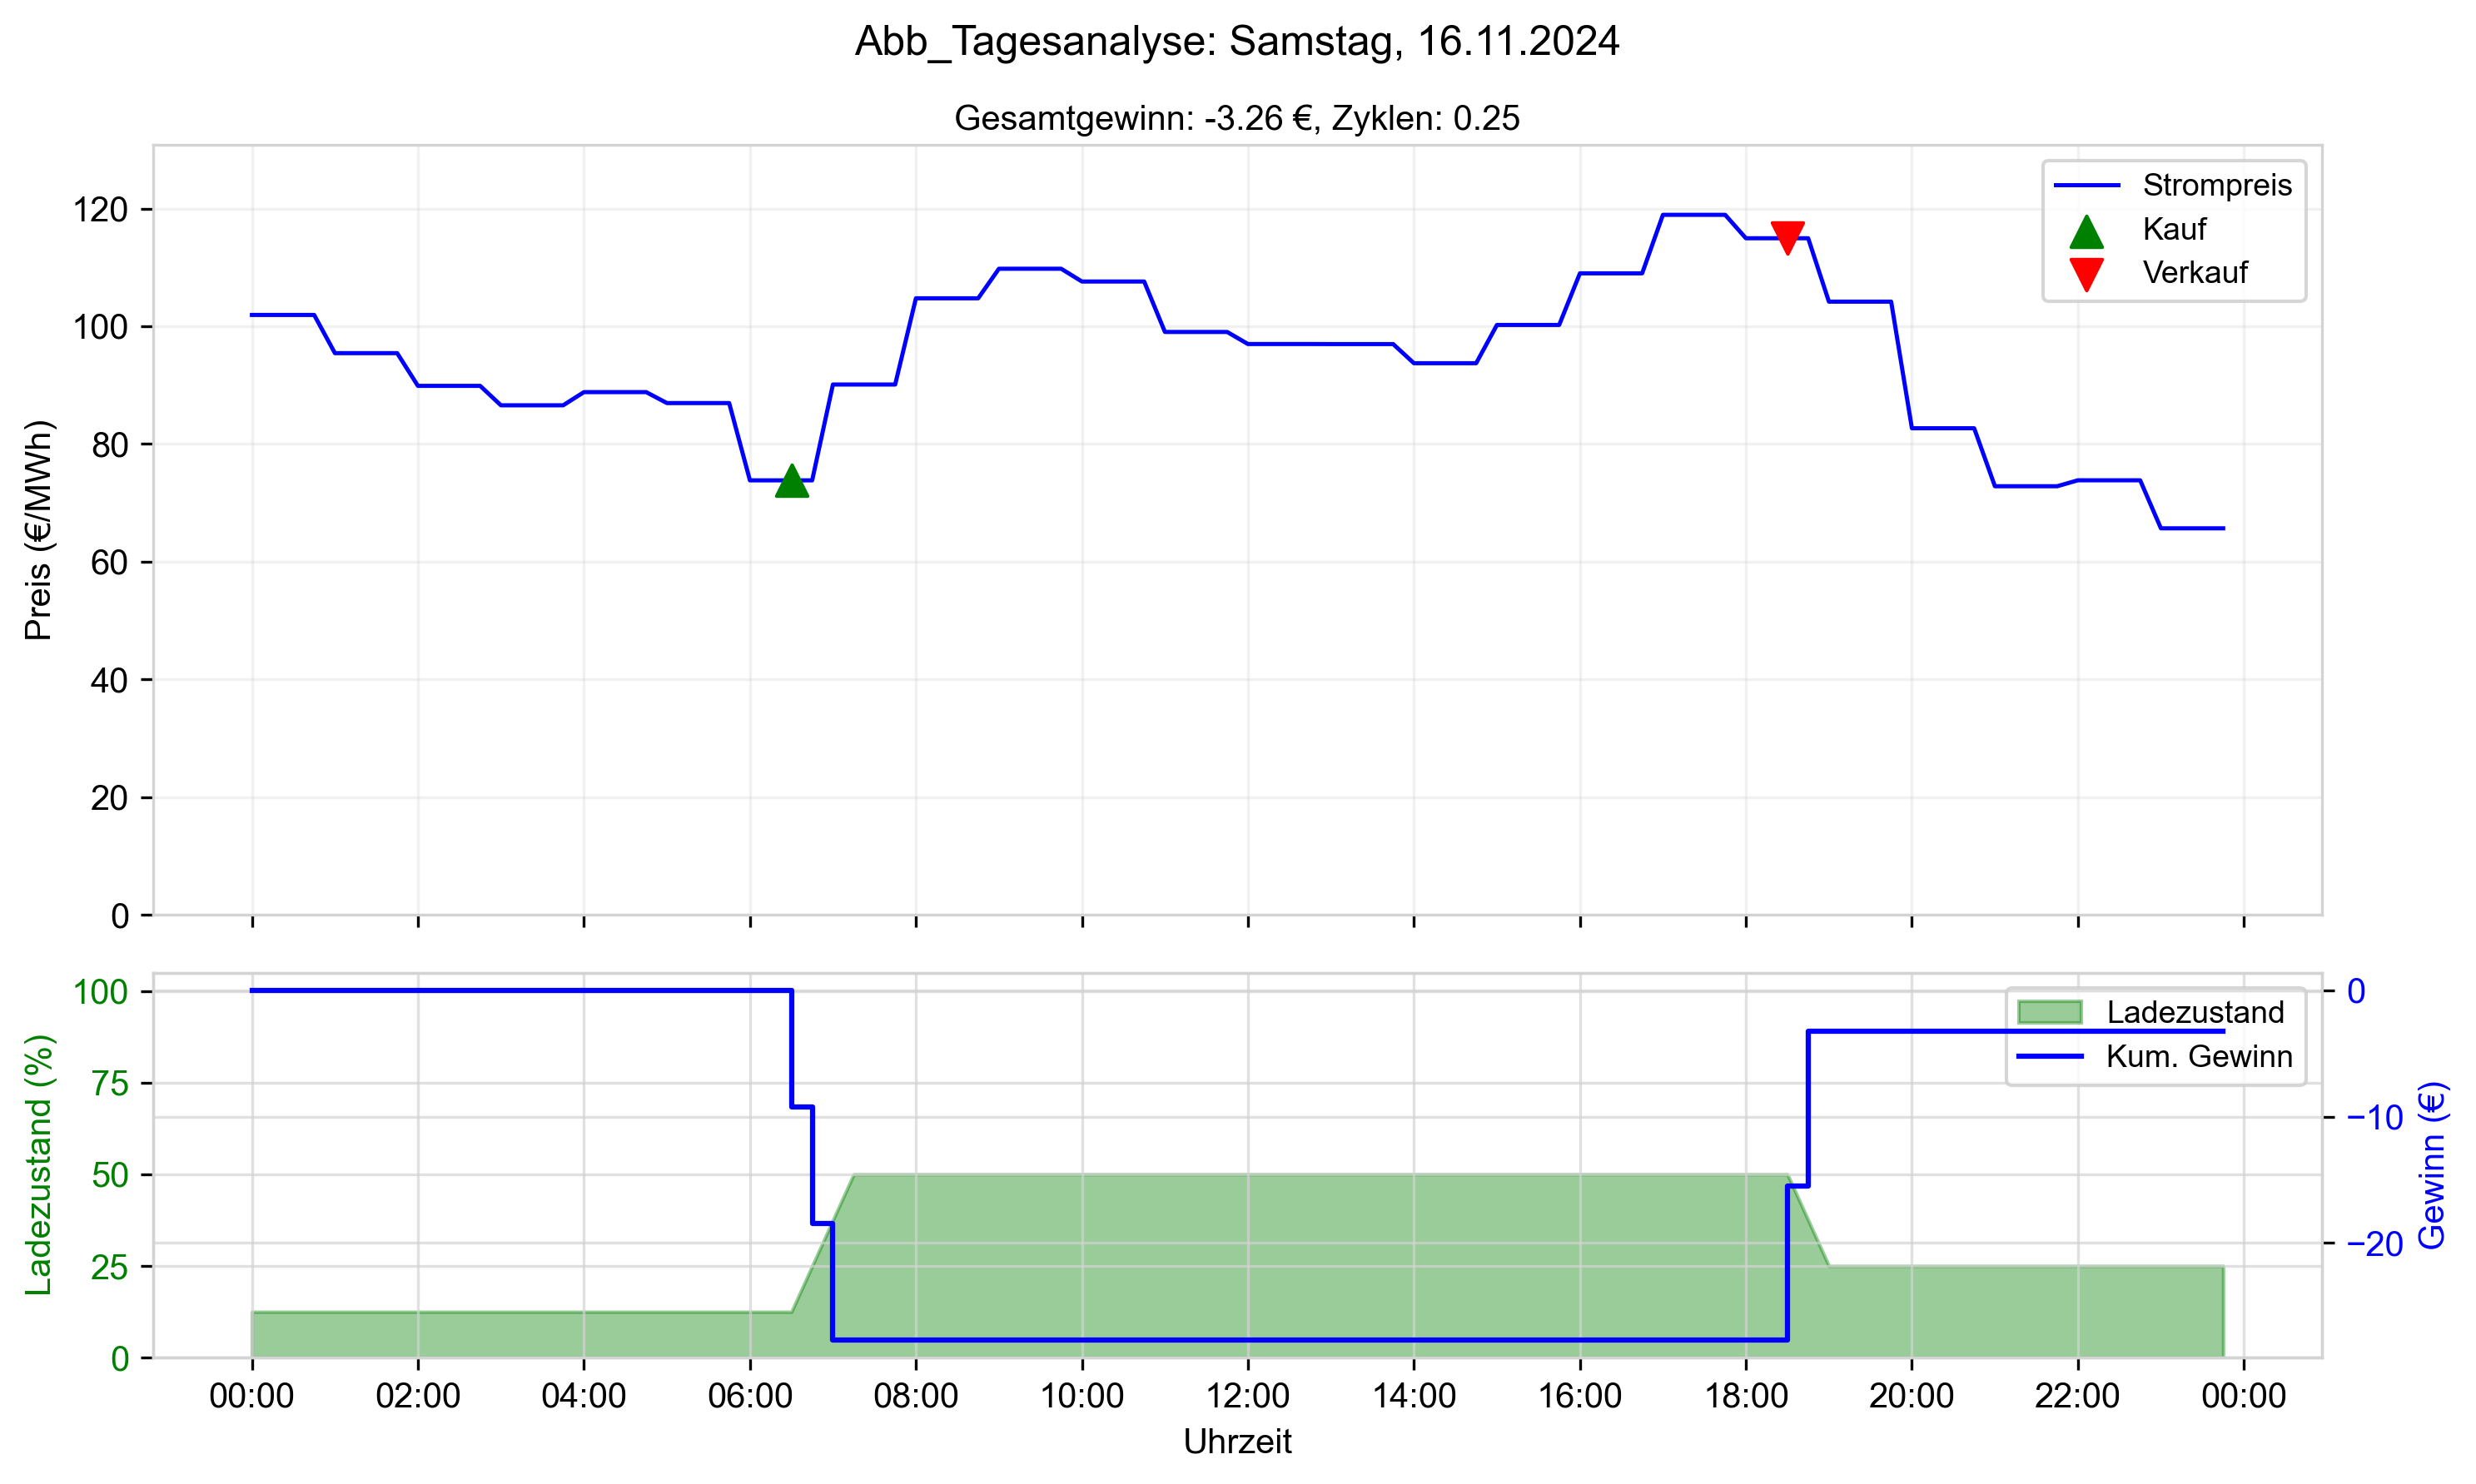 Abb_Tagesanalyse: Samstag, 16.11.2024
Gesamtgewinn: -3.26 €, Zyklen: 0.25
Preis (€/MWh)
120
100
80
60
40
20
0
Strompreis
Kauf
Verkauf
Ladezustand (%)
100
75
50
25
0
Ladezustand
Kum. Gewinn
0
−10
−20
Gewinn (€)
00:00 02:00 04:00 06:00 08:00 10:00 12:00 14:00 16:00 18:00 20:00 22:00 00:00
Uhrzeit